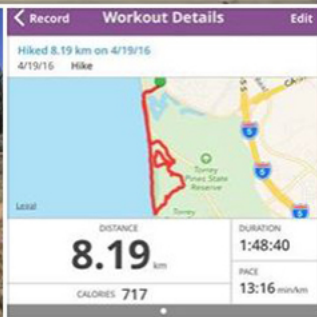 Record
Workout Details
Edit
Hiked 8.19 km on 4/19/16
4/19/16 Hike
5
CA
5
Torrey
Pines State
Reserve
5
Torrey
Legal
DISTANCE
8.19 km
CALORIES 717
DURATION
1:48:40
PACE
13:16 min/km